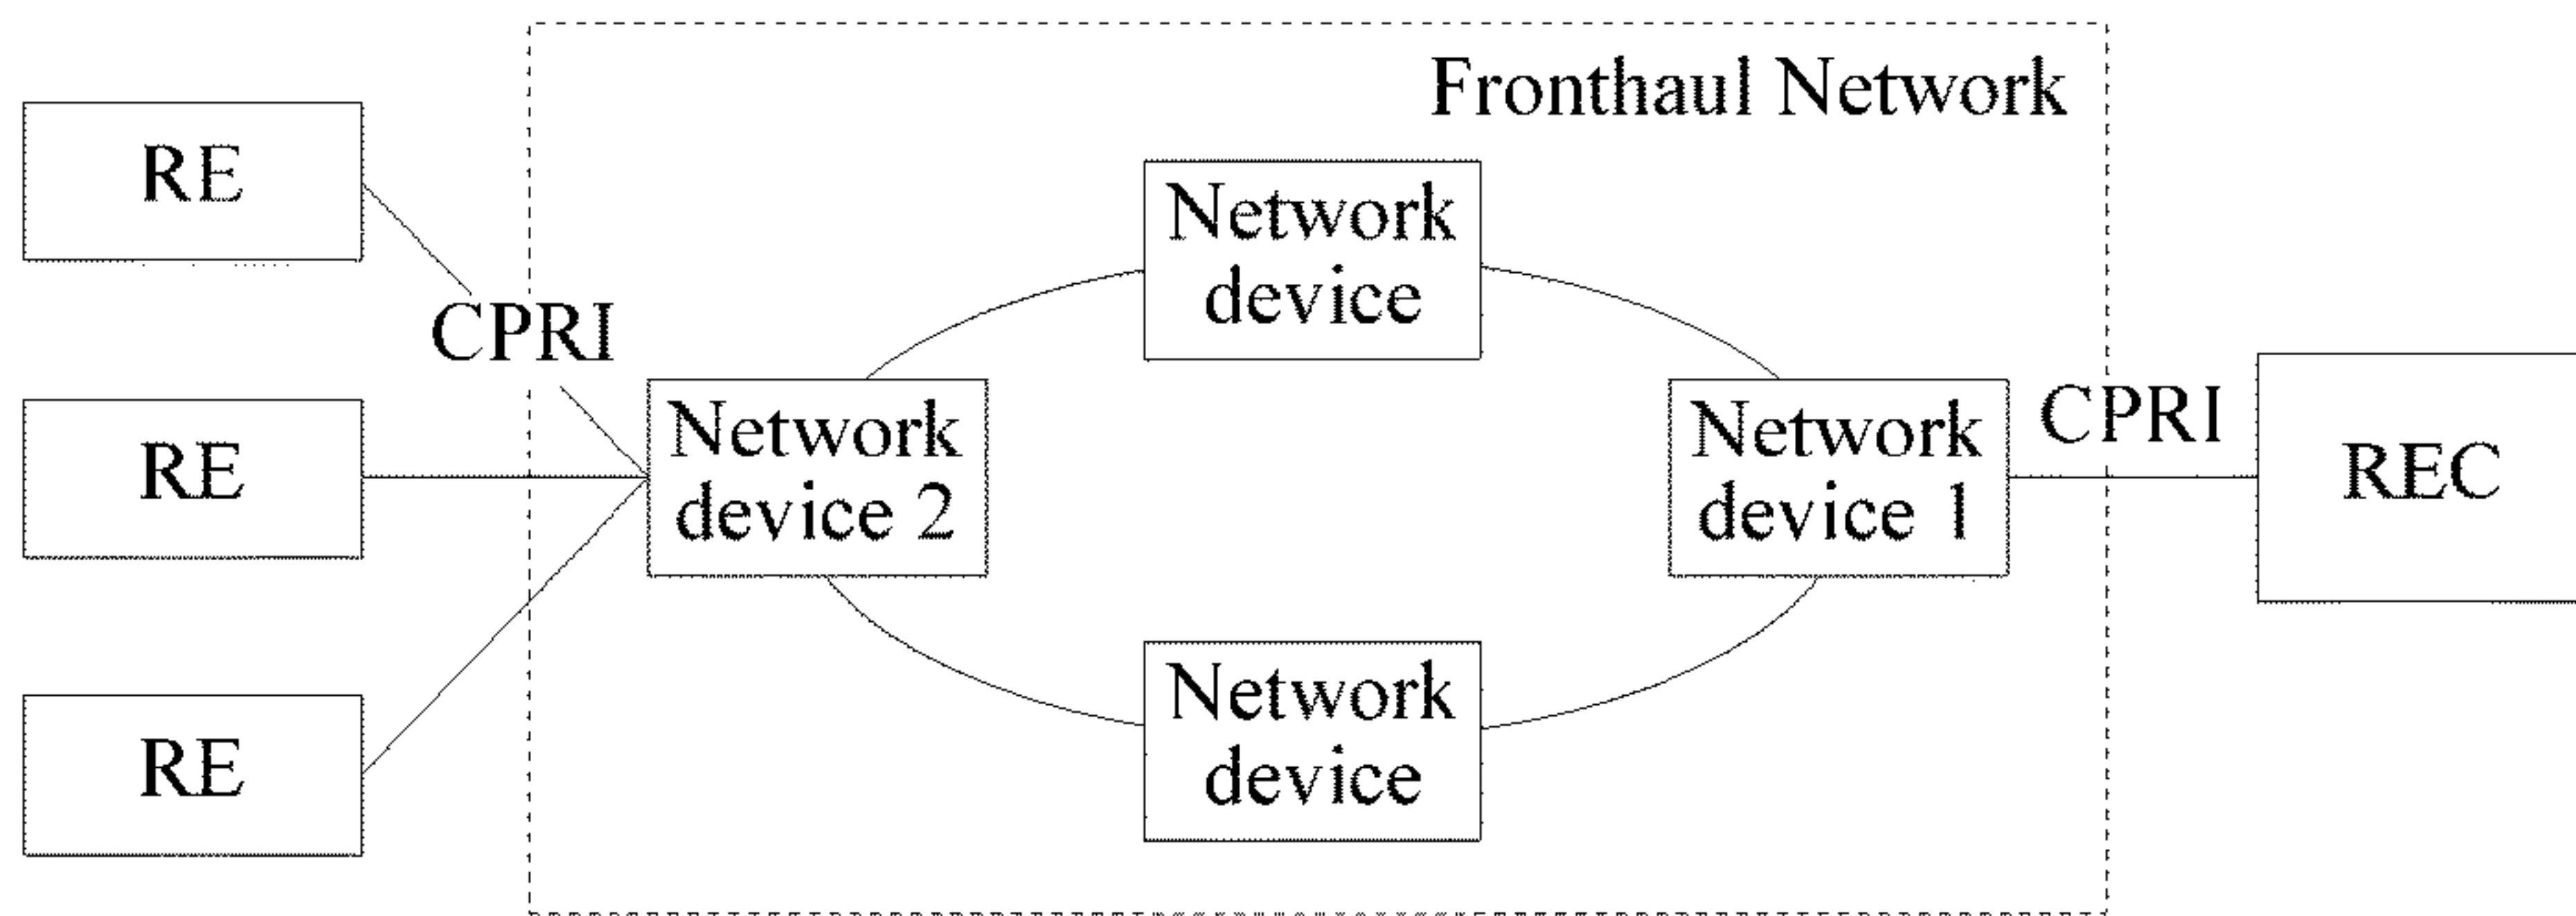 Fronthaul Network
RE
CPRI
RE
RE
Network
device 2
Network
device
Network
device
Network
device 1
CPRI
REC